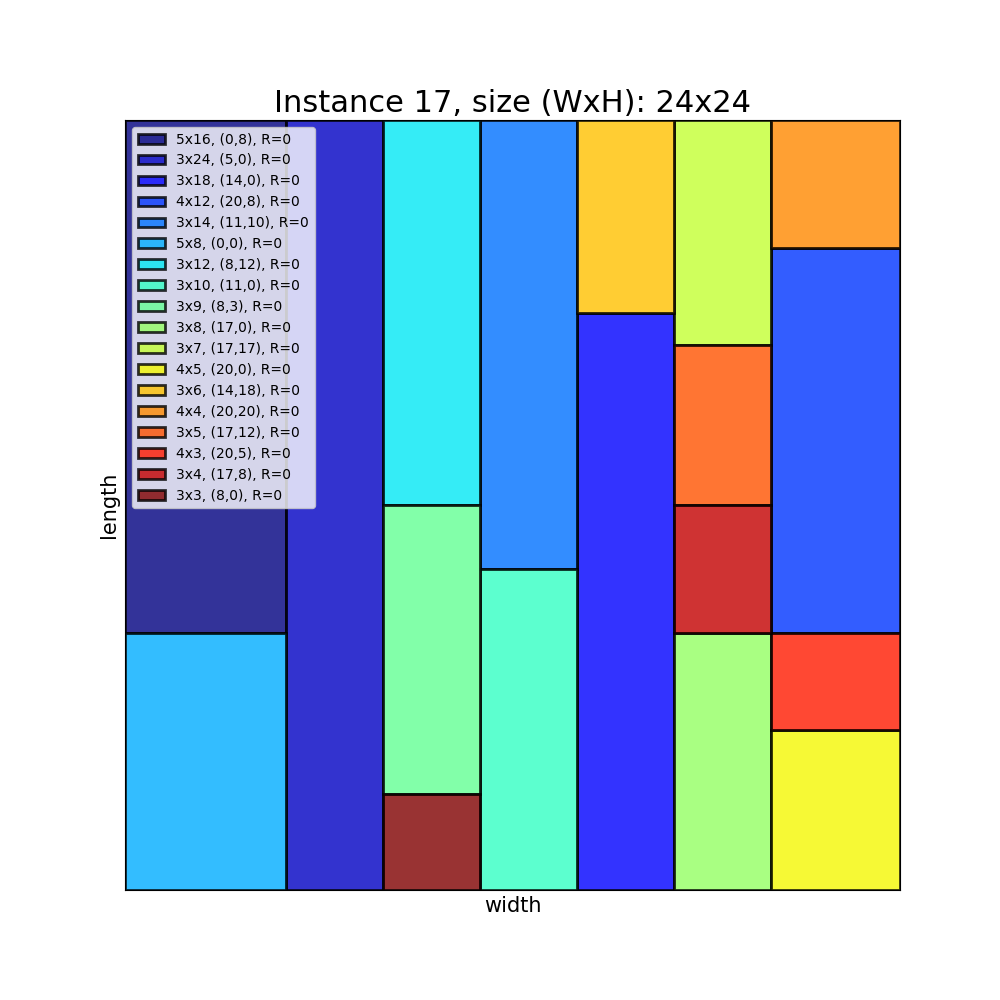 Instance 17, size (WxH): 24x24
5x16, (0,8), R=0
3x24, (5,0), R=0
3x18, (14,0), R=0
4x12, (20,8), R=0
3x14, (11,10), R=0
5x8, (0,0), R=0
3x12, (8,12), R=0
3x10, (11,0), R=0
3x9, (8,3), R=0
3x8, (17,0), R=0
3x7, (17,17), R=0
4x5, (20,0), R=0
3x6, (14,18), R=0
4x4, (20,20), R=0
3x5, (17,12), R=0
4x3, (20,5), R=0
3x4, (17,8), R=0
3x3, (8,0), R=0
length
width